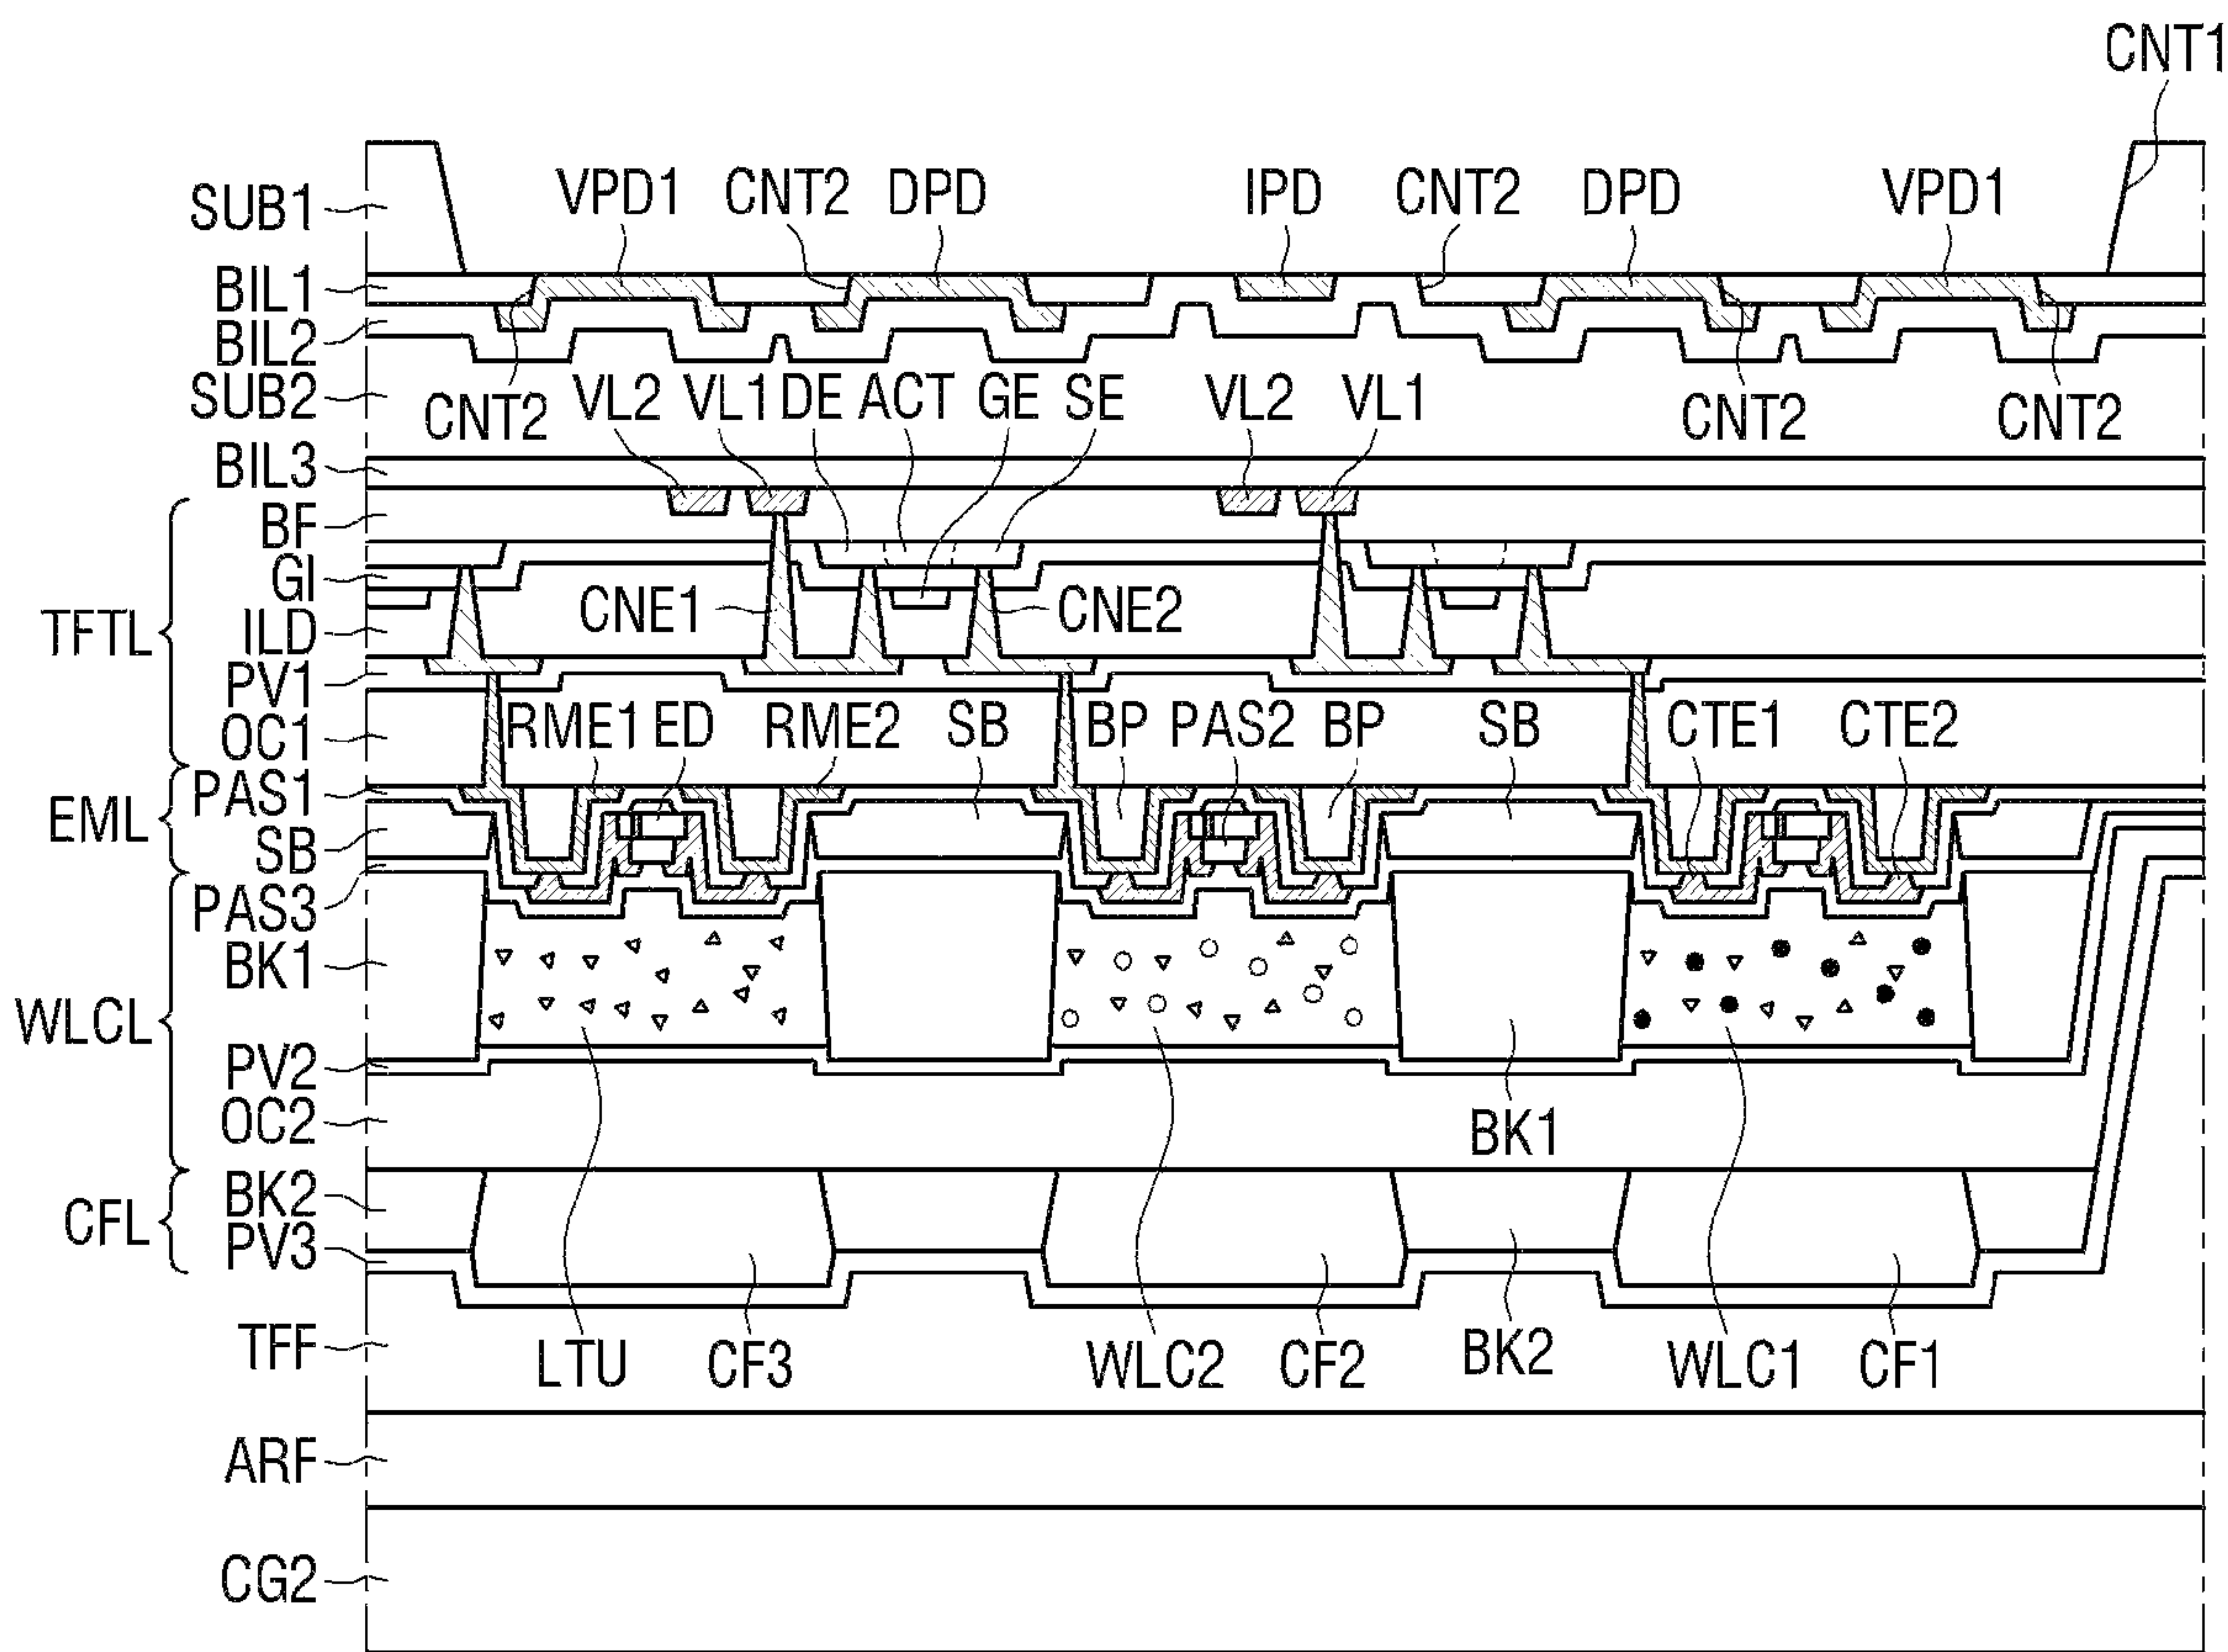 CNT1
SUB1 VPD1 CNT2 DPD IPD CNT2 DPD VPD1
BIL1
BIL2
SUB2 CNT2 VL2 VL1 DE ACT GE SE VL2 VL1 CNT2 CNT2
BIL3
TFTL
BF
GI
ILD CNE1 CNE2
PV1
OC1 RME1 ED RME2 SB BP PAS2 BP SB CTE1 CTE2
EML
PAS1
SB
PAS3
WLCL
BK1
PV2
OC2 BK1
CFL
BK2
PV3
TFF LTU CF3 WLC2 CF2 BK2 WLC1 CF1
ARF
CG2